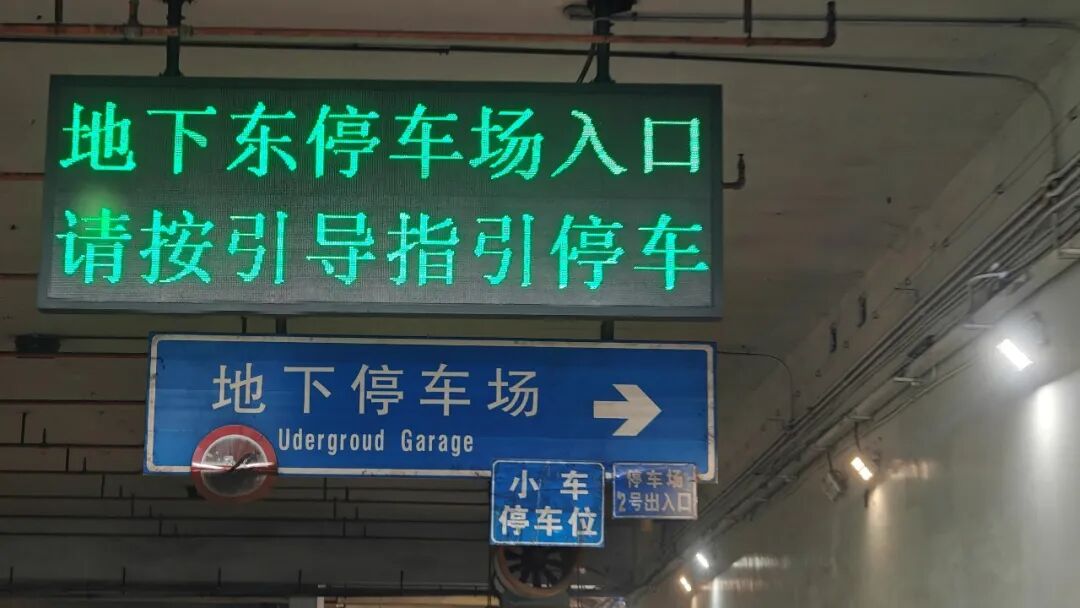 地下东停车场入口
请按引导指引停车
地下停车场
Udergroud Garage
小车
停车位
停车场
2号出入口